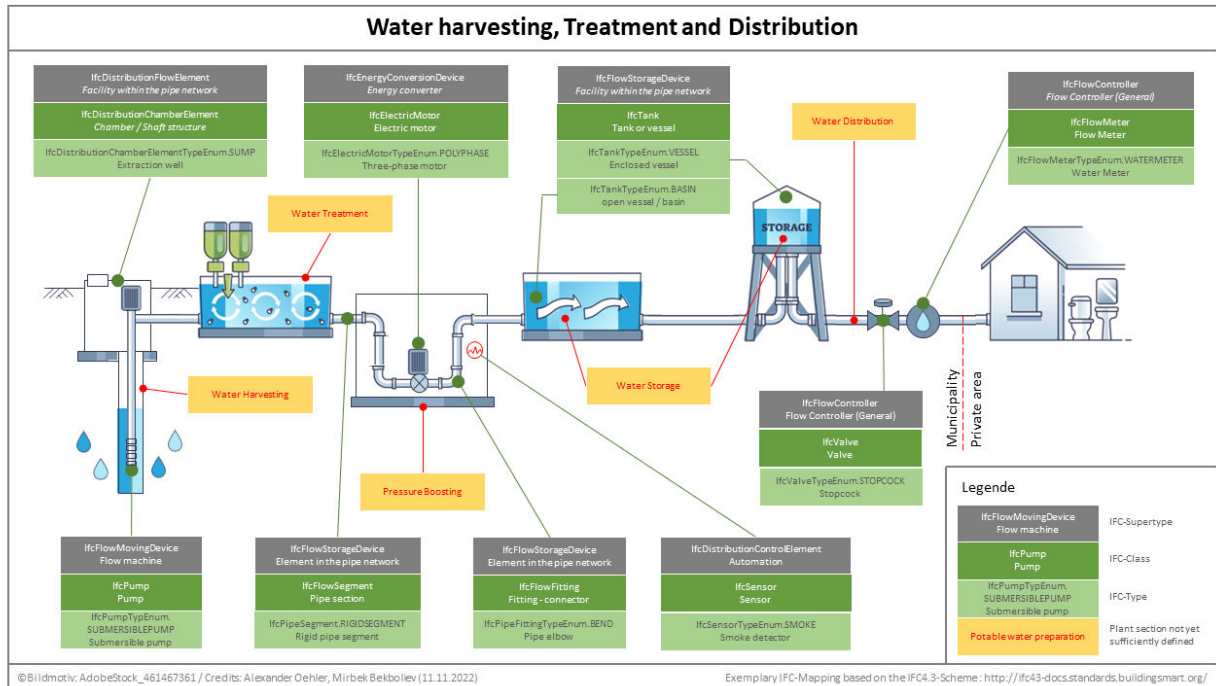 Water harvesting, Treatment and Distribution
IfcDistributionFlowElement
Facility within the pipe network
IfcDistributionChamberElement
Chamber / Shaft structure
IfcDistributionChamberElementTypeEnum.SUMP
Extraction well
IfcEnergyConversionDevice
Energy converter
IfcElectricMotor
Electric motor
IfcElectricMotorTypeEnum.POLYPHASE
Three-phase motor
IfcFlowStorageDevice
Facility within the pipe network
IfcTank
Tank or vessel
IfcTankTypeEnum.VESSEL
Enclosed vessel
IfcTankTypeEnum.BASIN
open vessel / basin
Water Distribution
IfcFlowController
Flow Controller (General)
IfcFlowMeter
Flow Meter
IfcFlowMeterTypeEnum.WATERMETER
Water Meter
Water Treatment
STORAGE
Water Harvesting
Water Storage
Pressure Boosting
Municipality
Private area
IfcFlowController
Flow Controller (General)
IfcValve
Valve
IfcValveTypeEnum.STOPCOCK
Stopcock
IfcFlowMovingDevice
Flow machine
IfcPump
Pump
IfcPumpTypEnum.
SUBMERSIBLEPUMP
Submersible pump
IfcFlowStorageDevice
Element in the pipe network
IfcFlowSegment
Pipe section
IfcPipeSegment.RIGIDSEGMENT
Rigid pipe segment
IfcFlowStorageDevice
Element in the pipe network
IfcFlowFitting
Fitting - connector
IfcPipeFittingTypeEnum.BEND
Pipe elbow
IfcDistributionControlElement
Automation
IfcSensor
Sensor
IfcSensorTypeEnum.SMOKE
Smoke detector
Legende
IfcFlowMovingDevice
Flow machine
IFC-Supertype
IfcPump
Pump
IFC-Class
IfcPumpTypEnum.
SUBMERSIBLEPUMP
Submersible pump
IFC-Type
Potable water preparation
Plant section not yet
sufficiently defined
©Bildmotiv: AdobeStock_461467361 / Credits: Alexander Oehler, Mirbek Bekboliev (11.11.2022)
Exemplary IFC-Mapping based on the IFC4.3-Scheme: http://ifc43-docs.standards.buildingsmart.org/